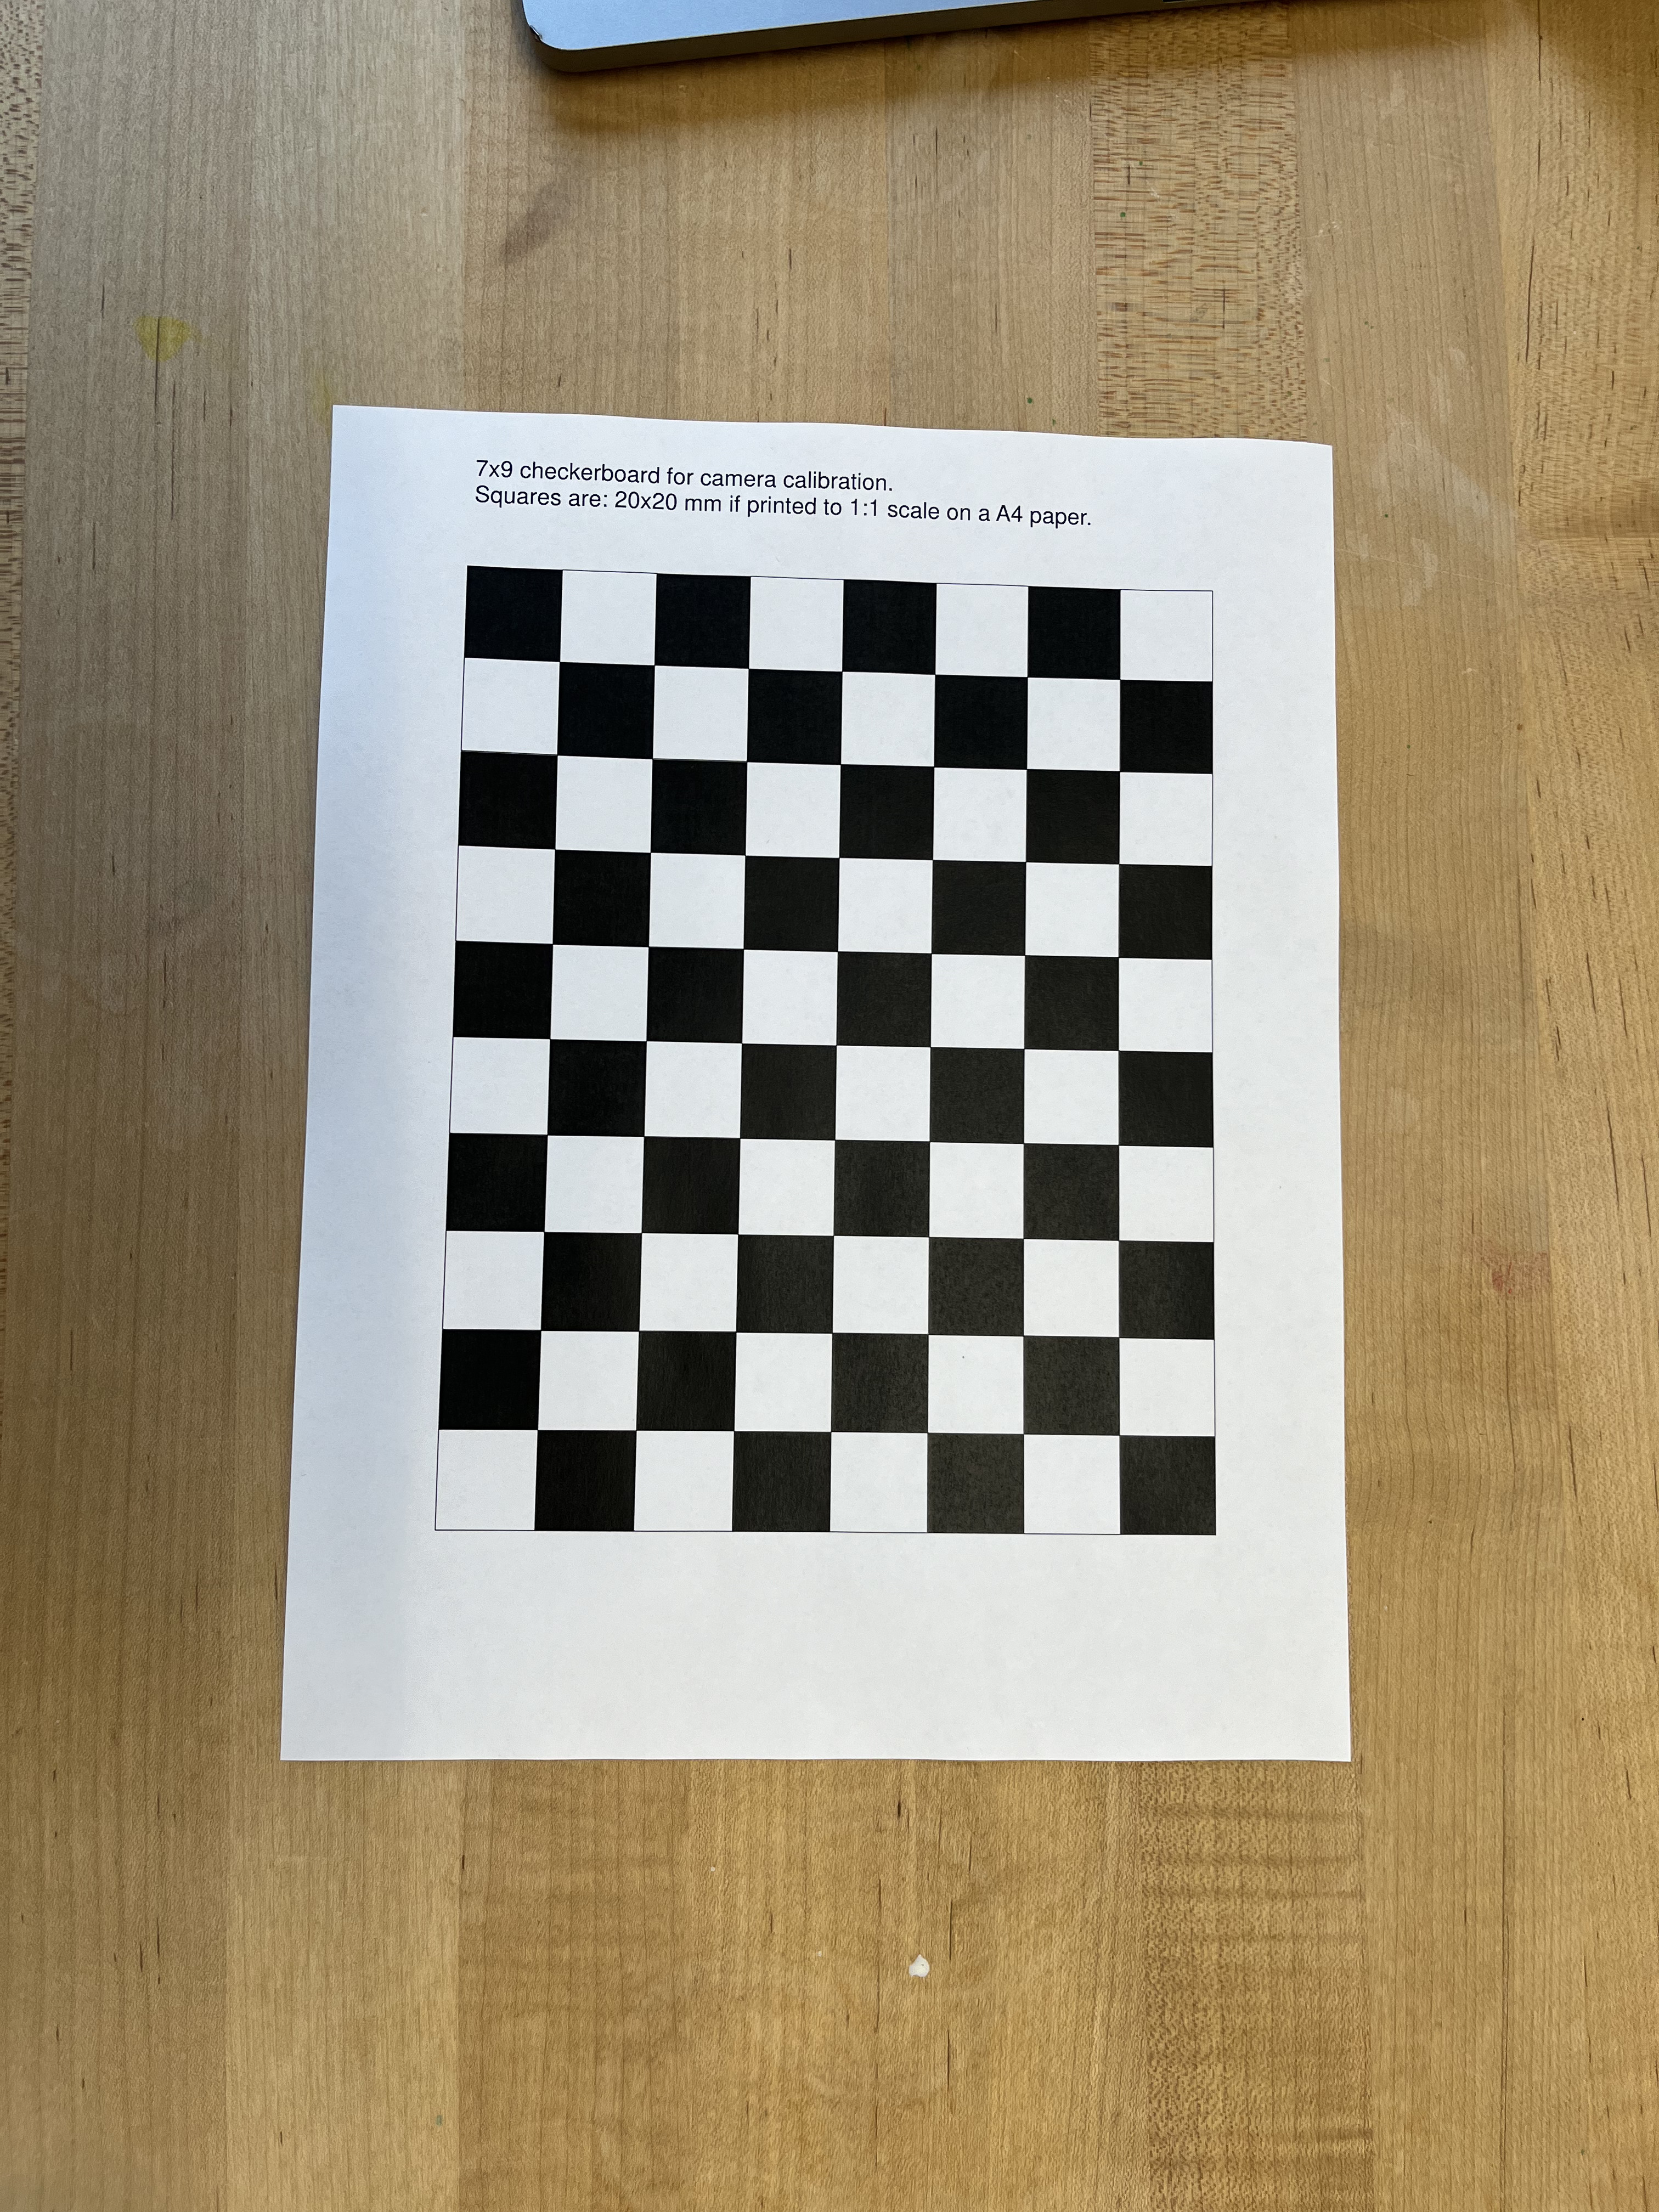 7x9 checkerboard for camera calibration.
Squares are: 20x20 mm if printed to 1:1 scale on a A4 paper.